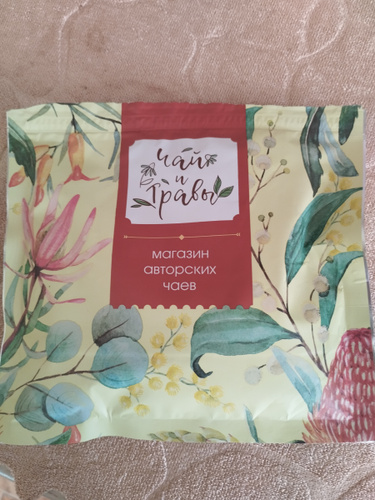 Чай
и
Травы
магазин
авторских
чаев